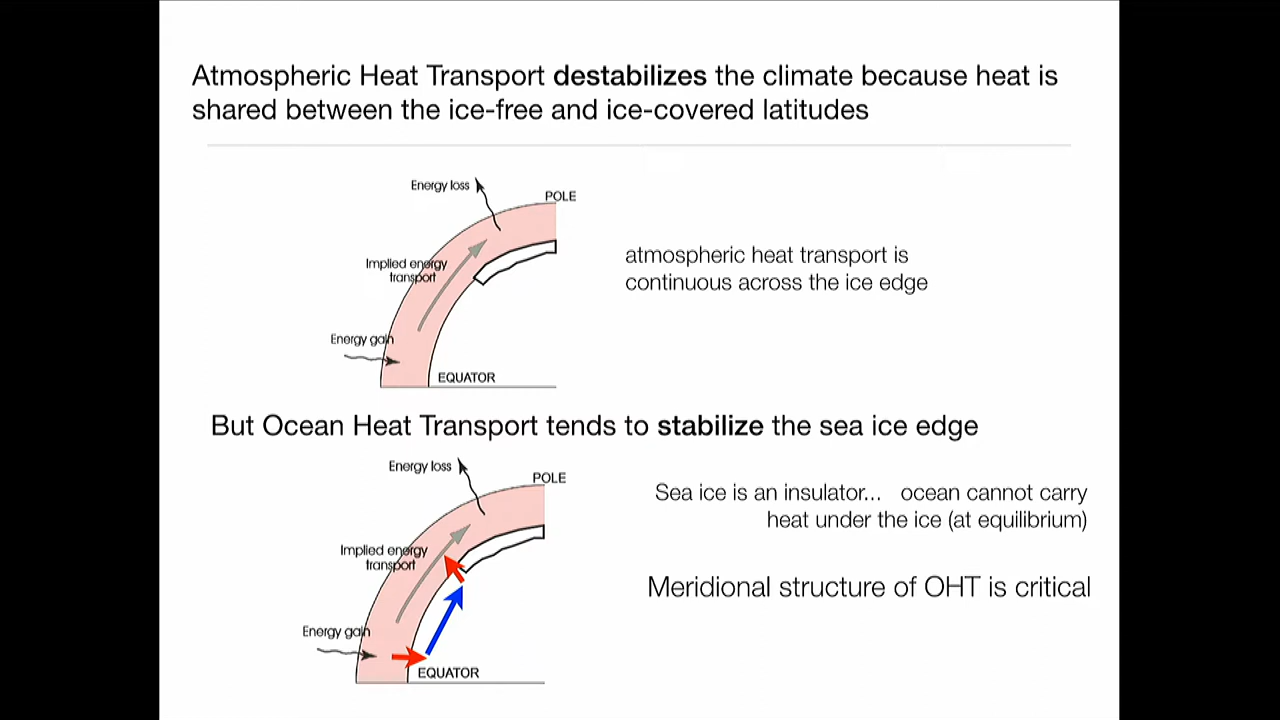 Atmospheric Heat Transport destabilizes the climate because heat is
shared between the ice-free and ice-covered latitudes
Energy loss
POLE
Implied energy
transport
atmospheric heat transport is
continuous across the ice edge
Energy gain
EQUATOR
But Ocean Heat Transport tends to stabilize the sea ice edge
Energy loss
POLE
Sea ice is an insulator... ocean cannot carry
heat under the ice (at equilibrium)
Implied energy
transport
Meridional structure of OHT is critical
Energy gain
EQUATOR